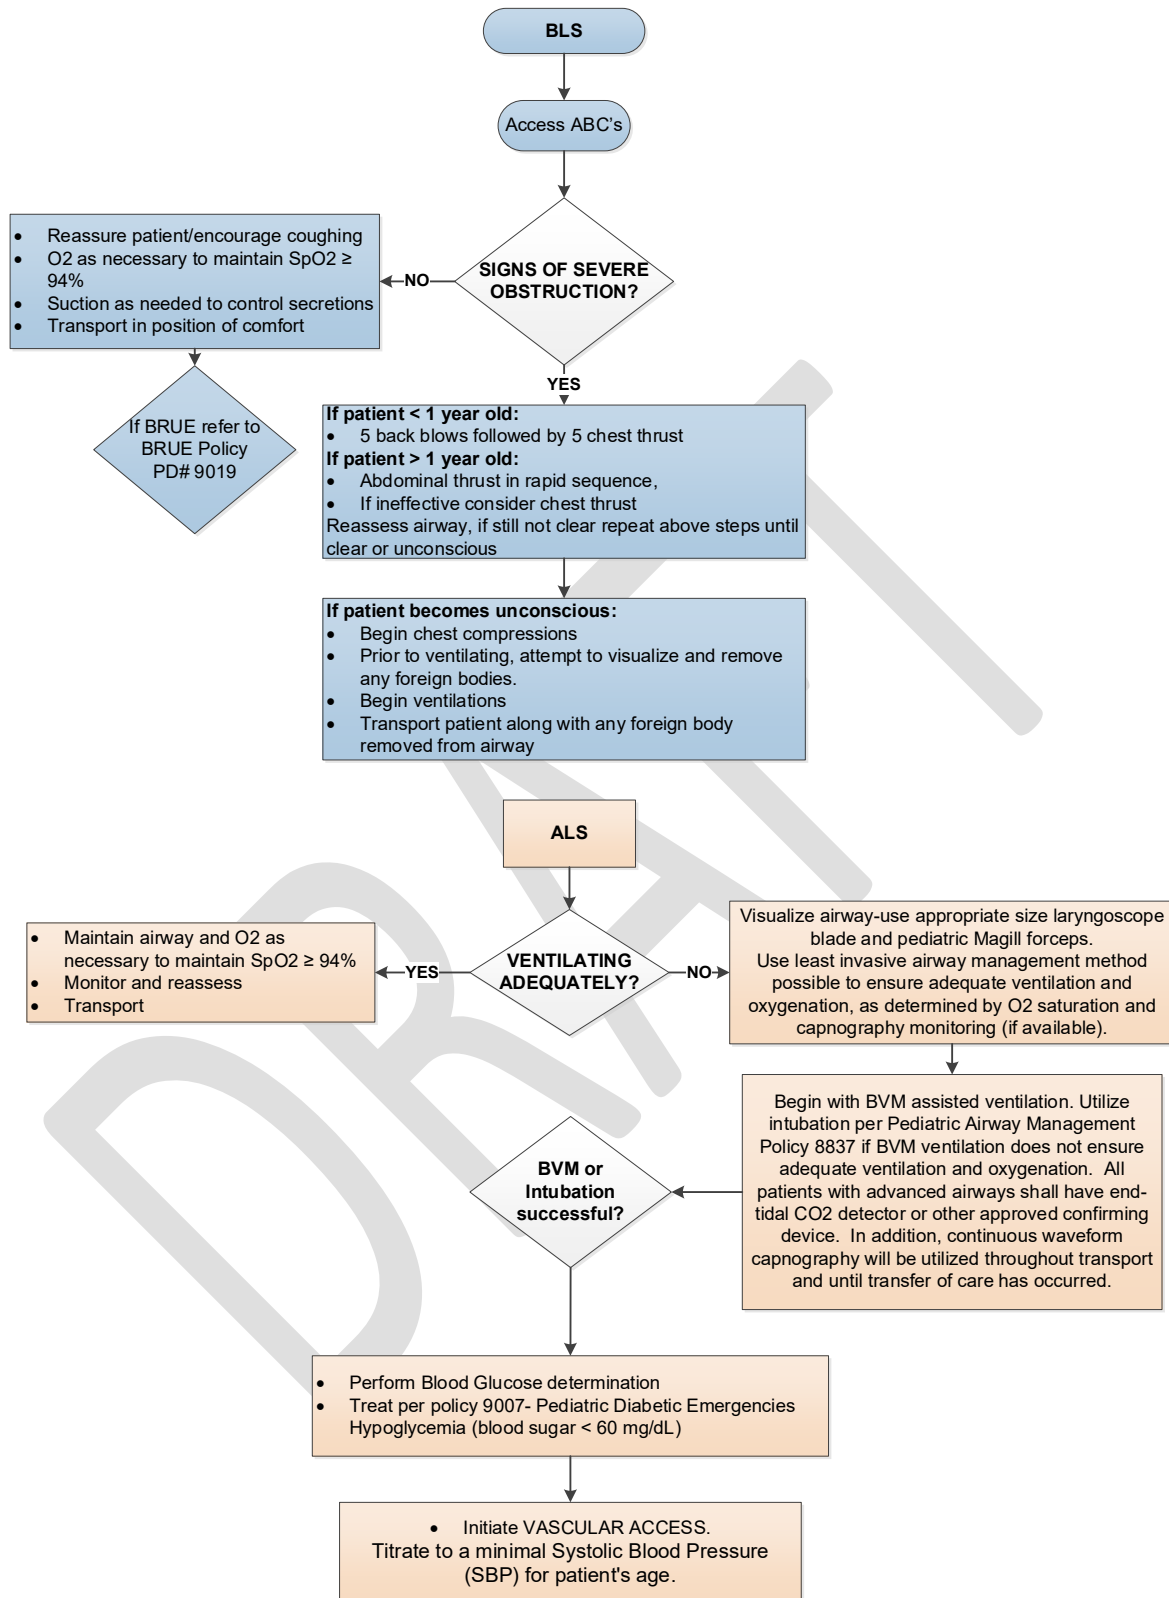 BLS
Access ABC's
SIGNS OF SEVERE
OBSTRUCTION?
NO
• Reassure patient/encourage coughing
• O2 as necessary to maintain SpO2 ≥
94%
• Suction as needed to control secretions
• Transport in position of comfort
If BRUE refer to
BRUE Policy
PD# 9019
YES
If patient < 1 year old:
• 5 back blows followed by 5 chest thrust
If patient > 1 year old:
• Abdominal thrust in rapid sequence,
• If ineffective consider chest thrust
Reassess airway, if still not clear repeat above steps until
clear or unconscious
If patient becomes unconscious:
• Begin chest compressions
• Prior to ventilating, attempt to visualize and remove
any foreign bodies.
• Begin ventilations
• Transport patient along with any foreign body
removed from airway
ALS
VENTILATING
ADEQUATELY?
YES
• Maintain airway and O2 as
necessary to maintain SpO2 ≥ 94%
• Monitor and reassess
• Transport
NO
Visualize airway-use appropriate size laryngoscope
blade and pediatric Magill forceps.
Use least invasive airway management method
possible to ensure adequate ventilation and
oxygenation, as determined by O2 saturation and
capnography monitoring (if available).
Begin with BVM assisted ventilation. Utilize
intubation per Pediatric Airway Management
Policy 8837 if BVM ventilation does not ensure
adequate ventilation and oxygenation. All
patients with advanced airways shall have end-
tidal CO2 detector or other approved confirming
device. In addition, continuous waveform
capnography will be utilized throughout transport
and until transfer of care has occurred.
BVM or
Intubation
successful?
• Perform Blood Glucose determination
• Treat per policy 9007- Pediatric Diabetic Emergencies
Hypoglycemia (blood sugar < 60 mg/dL)
• Initiate VASCULAR ACCESS.
Titrate to a minimal Systolic Blood Pressure
(SBP) for patient's age.
DRAFT